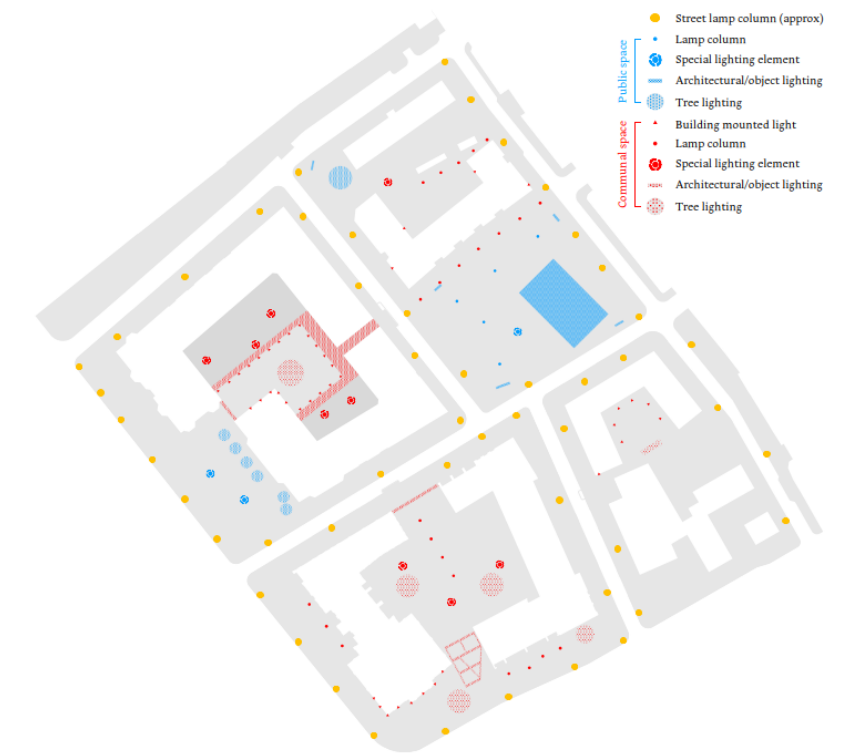 Street lamp column (approx)
Public space
Lamp column
Special lighting element
Architectural/object lighting
Tree lighting
Communal space
Building mounted light
Lamp column
Special lighting element
Architectural/object lighting
Tree lighting